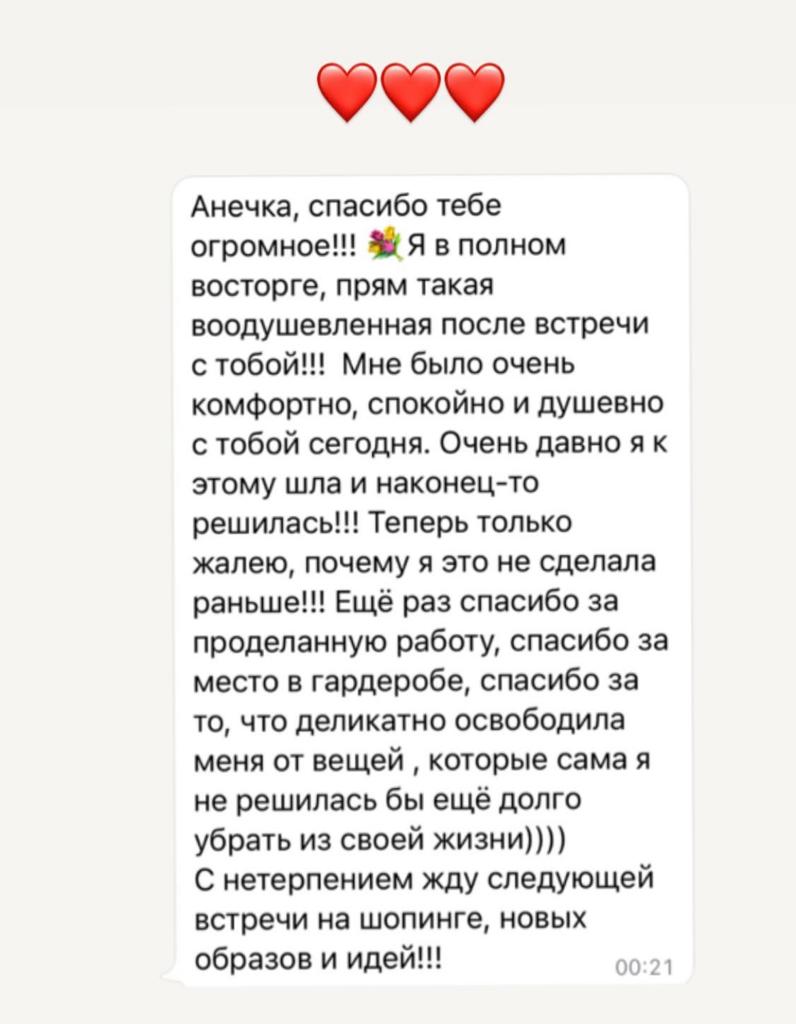 ❤️❤️❤️
Анечка, спасибо тебе
огромное!!! 💐Я в полном
восторге, прям такая
воодушевленная после встречи
с тобой!!!  Мне было очень
комфортно, спокойно и душевно
с тобой сегодня. Очень давно я к
этому шла и наконец-то
решилась!!! Теперь только
жалею, почему я это не сделала
раньше!!! Ещё раз спасибо за
проделанную работу, спасибо за
место в гардеробе, спасибо за
то, что деликатно освободила
меня от вещей , которые сама я
не решилась бы ещё долго
убрать из своей жизни))))
С нетерпением жду следующей
встречи на шопинге, новых
образов и идей!!!
00:21